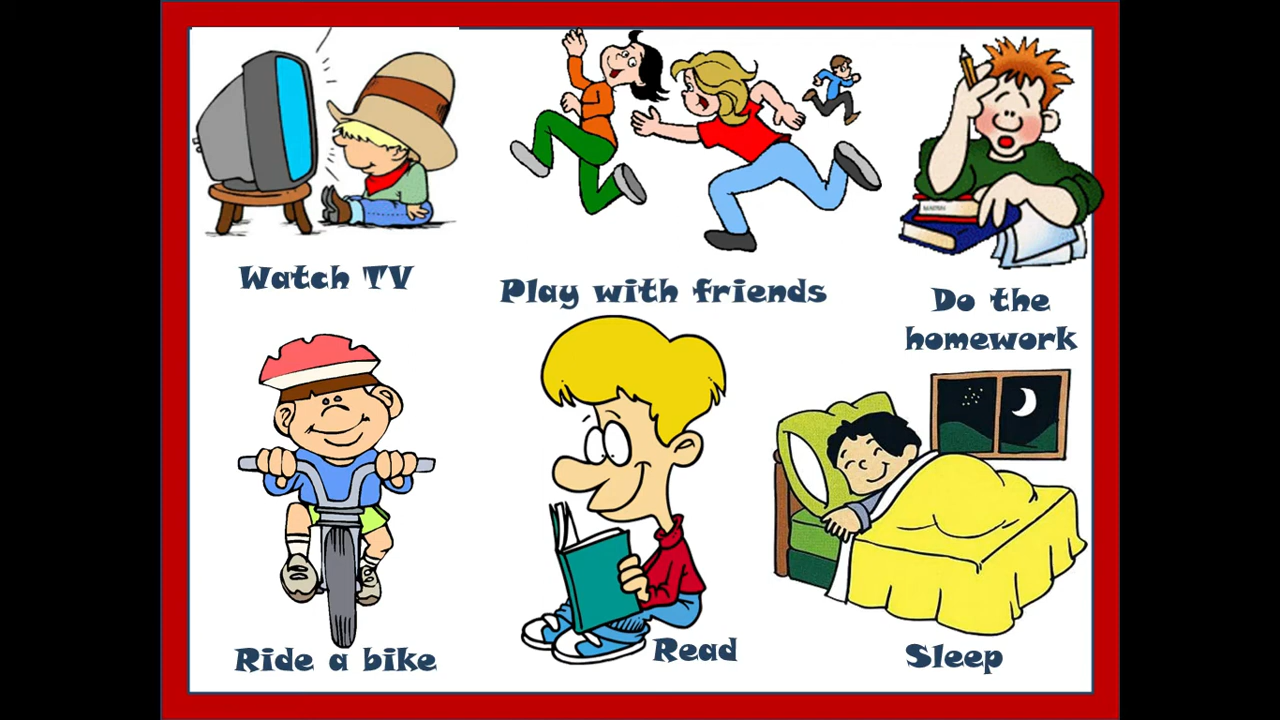 Watch TV
Play with friends
Do the
homework
Ride a bike
Read
Sleep